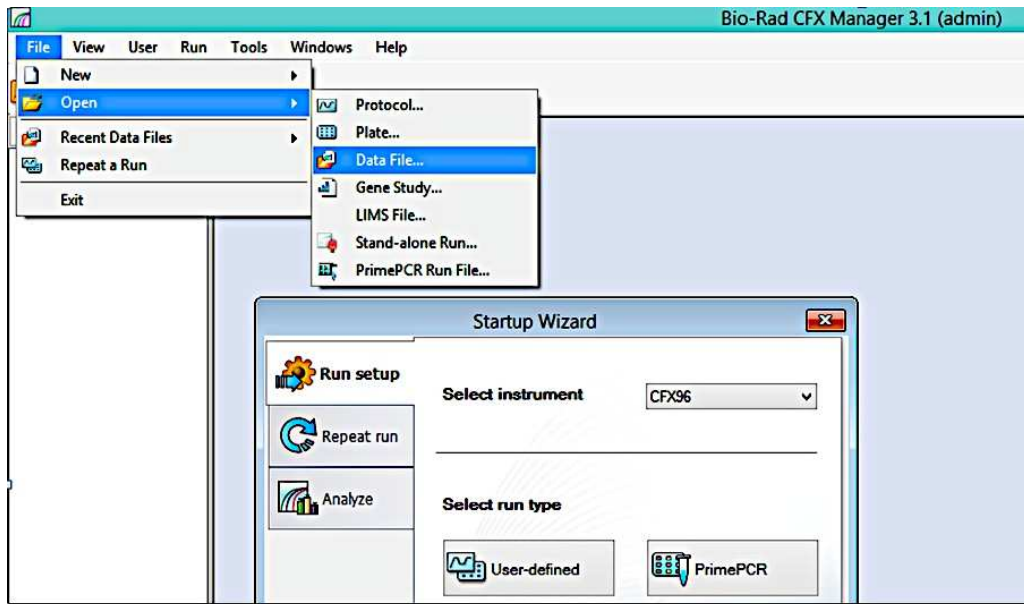 Bio-Rad CFX Manager 3.1 (admin)
File View User Run Tools Windows Help
New
Open
Recent Data Files
Repeat a Run
Exit
Protocol...
Plate...
Data File...
Gene Study...
LIMS File...
Stand-alone Run...
PrimePCR Run File...
Startup Wizard
Run setup
Repeat run
Analyze
Select instrument CFX96
Select run type
User-defined PrimePCR